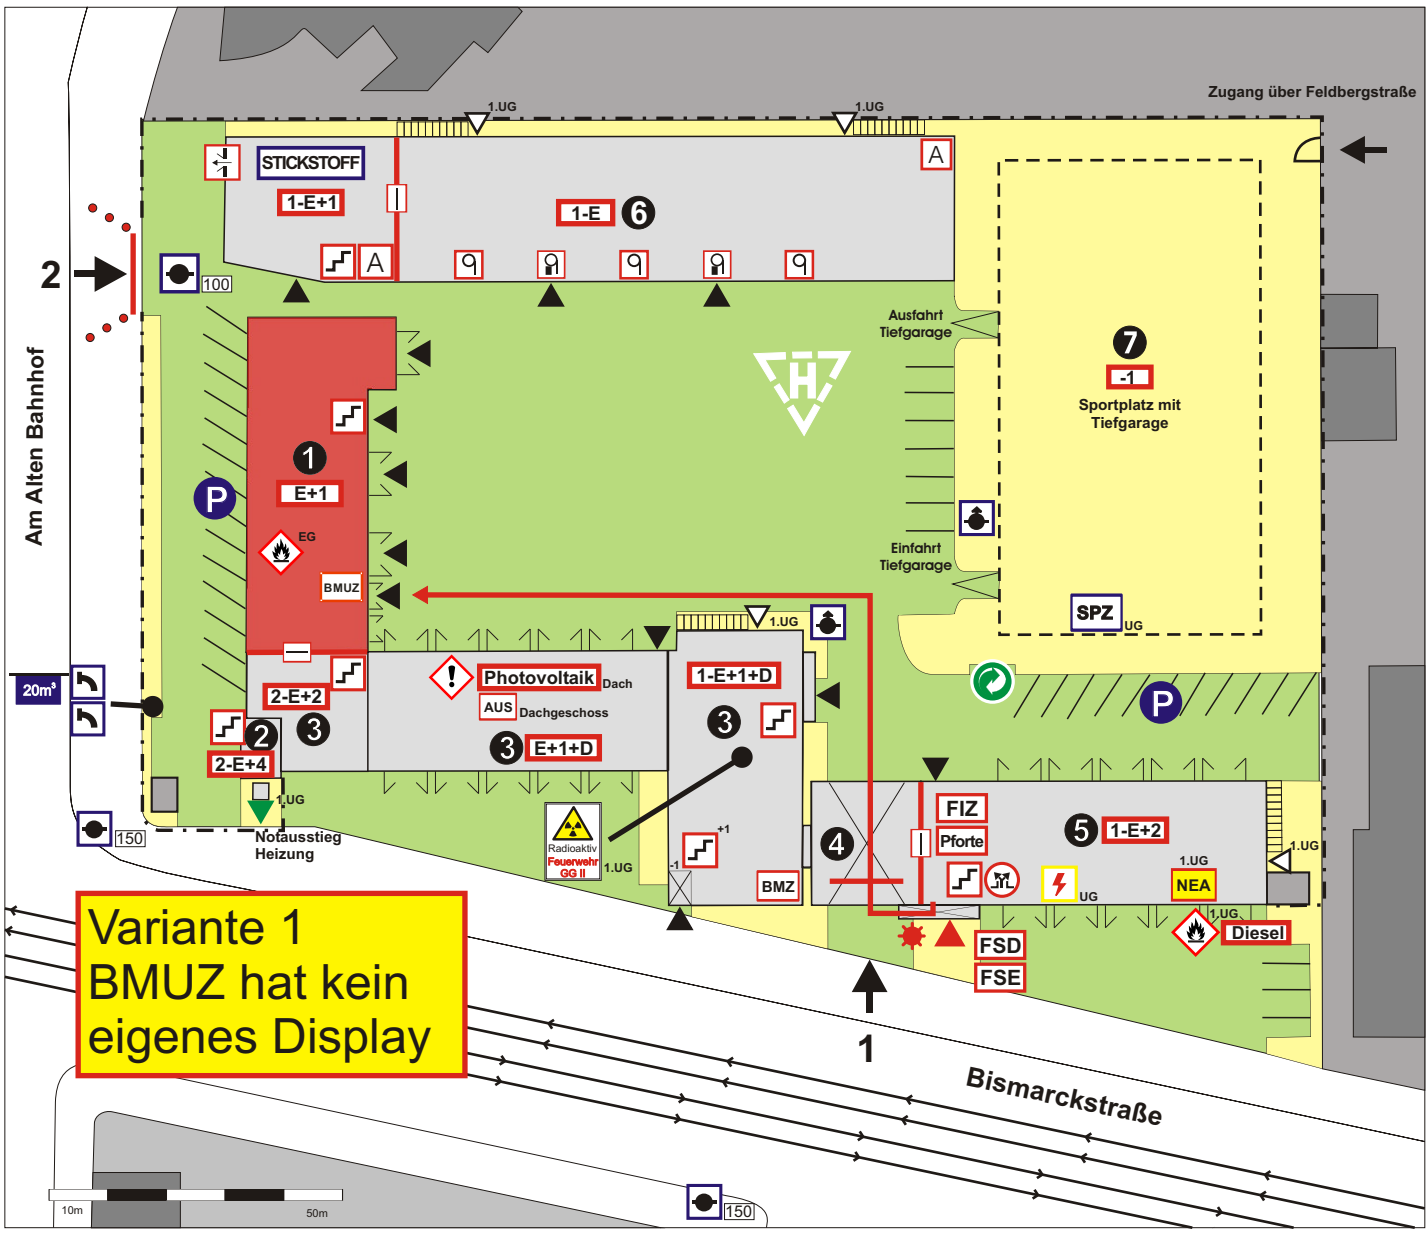 1.UG
1.UG
Zugang über Feldbergstraße
STICKSTOFF
A
1-E+1
1-E
6
A
2
100
H
Ausfahrt
Tiefgarage
7
-1
Sportplatz mit
Tiefgarage
Am Alten Bahnhof
1
E+1
P
EG
BMUZ
Einfahrt
Tiefgarage
SPZ
UG
1.UG
20m³
2-E+2
3
Photovoltaik
Dach
AUS
Dachgeschoss
3
E+1+D
1-E+1+D
3
P
2
2-E+4
1.UG
Notausstieg
Heizung
150
Radioaktiv
Feuerwehr
GG II
1.UG
+1
-1
BMZ
4
FIZ
Pforte
5
1-E+2
UG
1.UG
NEA
1.UG
1.UG
Diesel
FSD
FSE
1
Variante 1
BMUZ hat kein
eigenes Display
Bismarckstraße
10m
50m
150